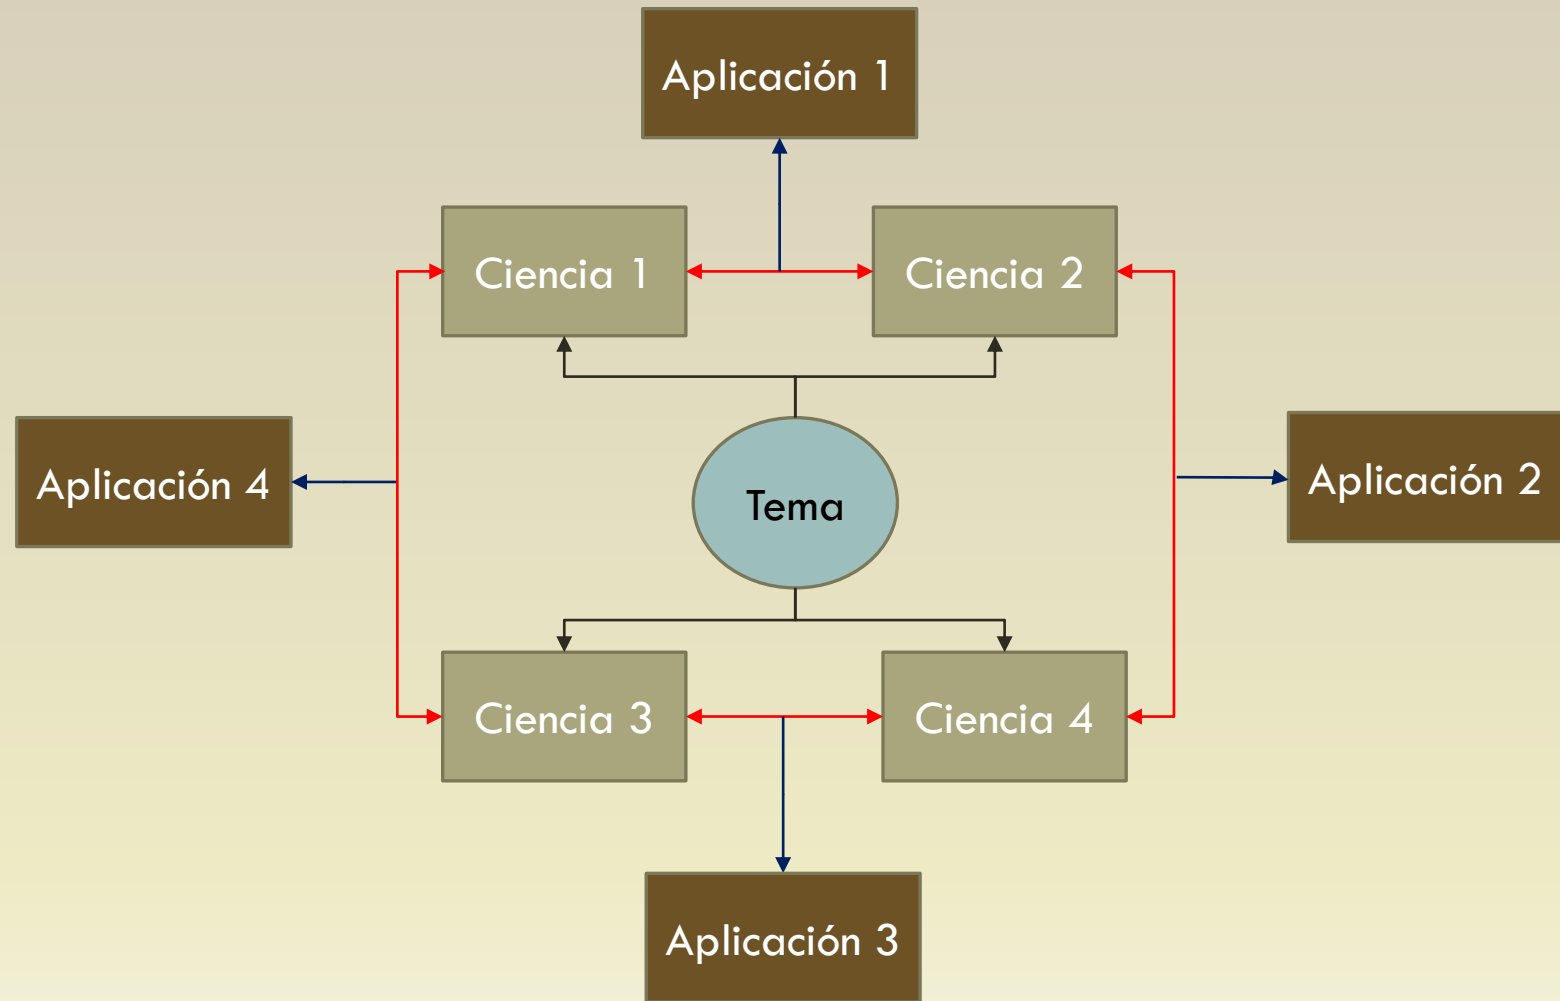 Aplicación 1
Ciencia 1
Ciencia 2
Aplicación 4
Tema
Aplicación 2
Ciencia 3
Ciencia 4
Aplicación 3